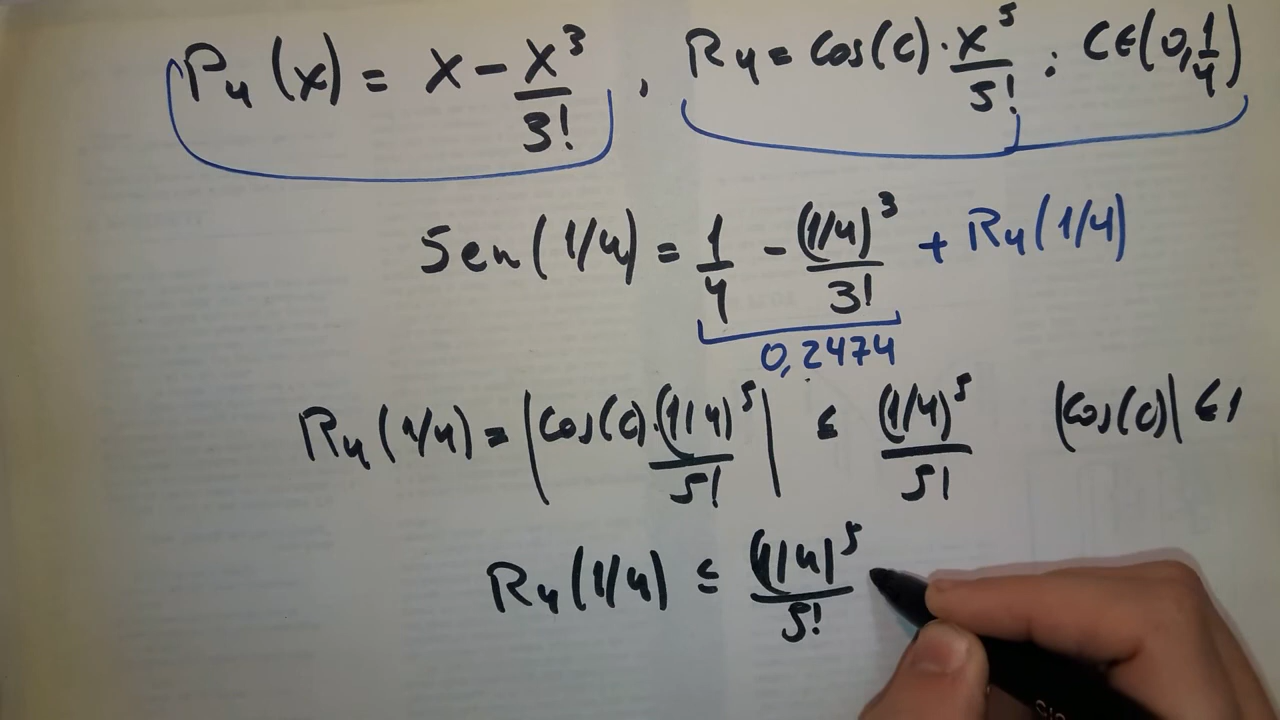 P₄(x) = x - x³/3! , R₄ = Cos(c) · x⁵/5! : C∈(0,1/4)
Sen(1/4) = 1/4 - (1/4)³/3! + R₄(1/4)
0,2474
R₄(1/4) = |Cos(c)·(1/4)⁵/5!| ≤ (1/4)⁵/5! |Cos(c)| ≤ 1
R₄(1/4) ≤ (1/4)⁵/5!